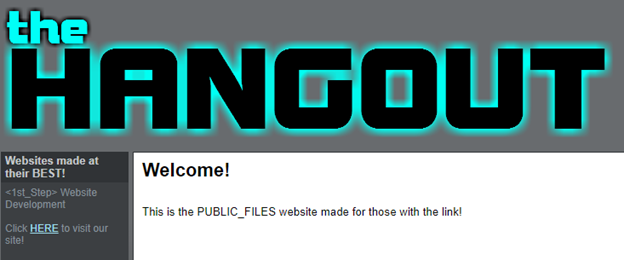 the
HANGOUT
Websites made at
their BEST!
<1st_Step> Website
Development
Click HERE to visit our
site!
Welcome!
This is the PUBLIC_FILES website made for those with the link!